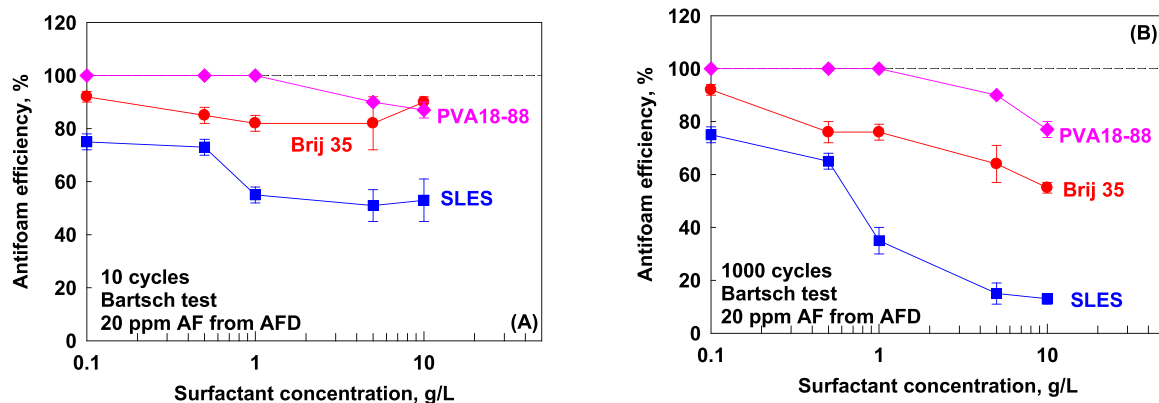 120
100
80
60
40
20
0
Antifoam efficiency, %
PVA18-88
Brij 35
SLES
10 cycles
Bartsch test
20 ppm AF from AFD
(A)
0.1 1 10
Surfactant concentration, g/L
120
100
80
60
40
20
0
Antifoam efficiency, %
(B)
PVA18-88
Brij 35
SLES
1000 cycles
Bartsch test
20 ppm AF from AFD
0.1 1 10
Surfactant concentration, g/L